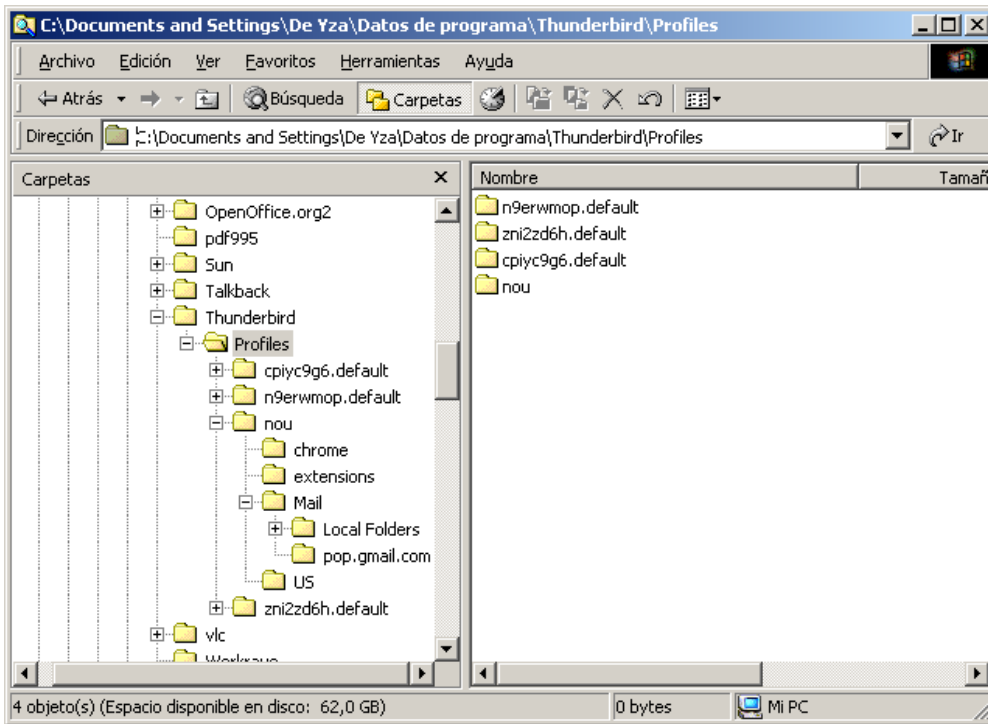 C:\Documents and Settings\De Yza\Datos de programa\Thunderbird\Profiles
Archivo Edición Ver Favoritos Herramientas Ayuda
Atrás Búsqueda Carpetas
Dirección C:\Documents and Settings\De Yza\Datos de programa\Thunderbird\Profiles Ir
Carpetas
Nombre Tamañ
OpenOffice.org2
pdf995
Sun
Talkback
Thunderbird
Profiles
cpiyc9g6.default
n9erwmop.default
nou
chrome
extensions
Mail
Local Folders
pop.gmail.com
US
zni2zd6h.default
vlc
Workrave
n9erwmop.default
zni2zd6h.default
cpiyc9g6.default
nou
4 objeto(s) (Espacio disponible en disco: 62,0 GB) 0 bytes Mi PC